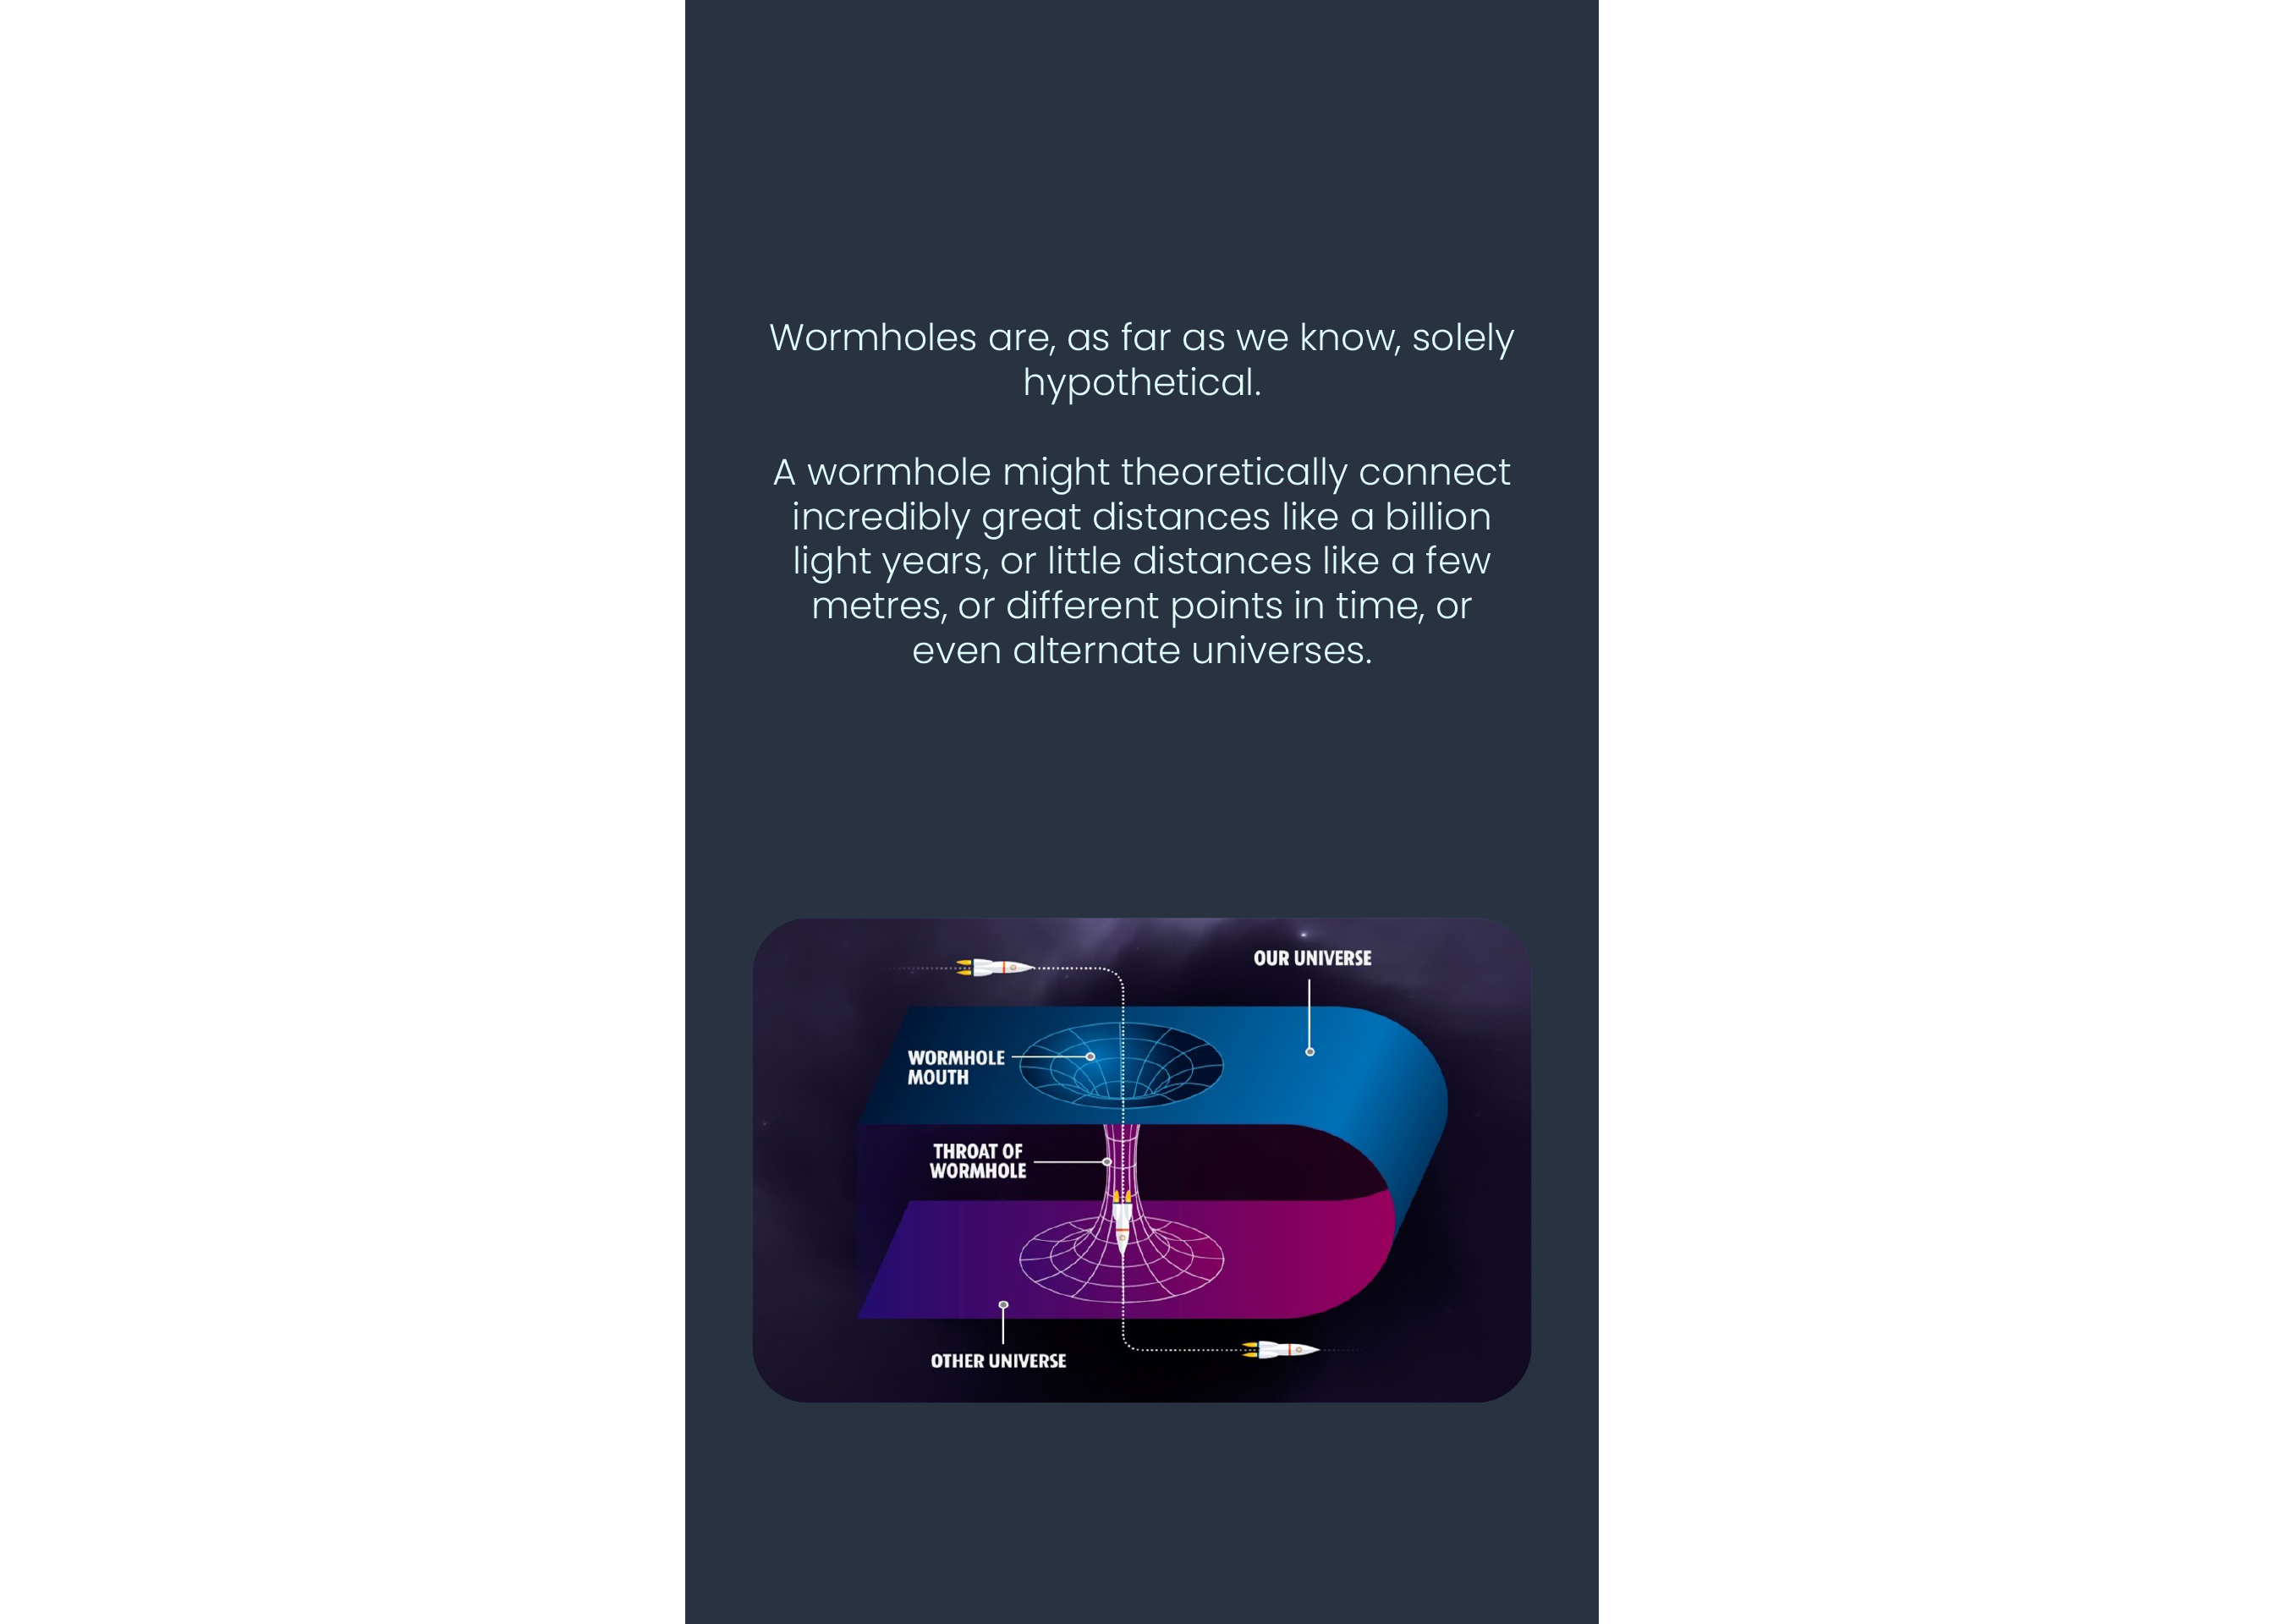 Wormholes are, as far as we know, solely
hypothetical.
A wormhole might theoretically connect
incredibly great distances like a billion
light years, or little distances like a few
metres, or different points in time, or
even alternate universes.
OUR UNIVERSE
WORMHOLE
MOUTH
THROAT OF
WORMHOLE
OTHER UNIVERSE